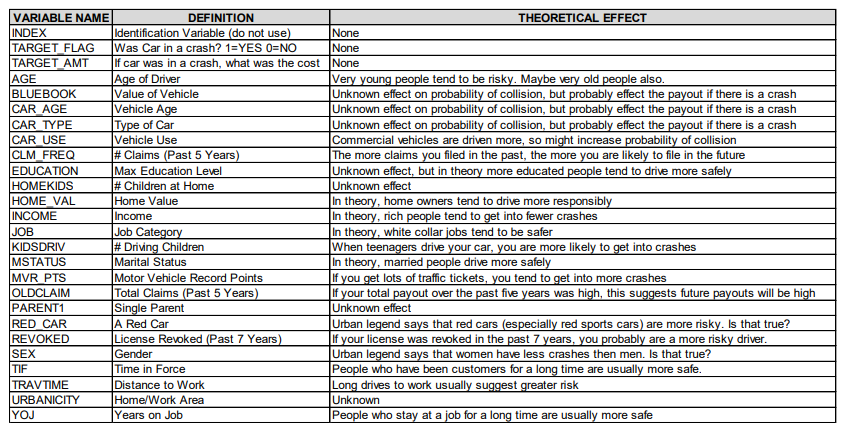 VARIABLE NAME DEFINITION THEORETICAL EFFECT
INDEX Identification Variable (do not use) None
TARGET_FLAG Was Car in a crash? 1=YES 0=NO None
TARGET_AMT If car was in a crash, what was the cost None
AGE Age of Driver Very young people tend to be risky. Maybe very old people also.
BLUEBOOK Value of Vehicle Unknown effect on probability of collision, but probably effect the payout if there is a crash
CAR_AGE Vehicle Age Unknown effect on probability of collision, but probably effect the payout if there is a crash
CAR_TYPE Type of Car Unknown effect on probability of collision, but probably effect the payout if there is a crash
CAR_USE Vehicle Use Commercial vehicles are driven more, so might increase probability of collision
CLM_FREQ # Claims (Past 5 Years) The more claims you filed in the past, the more you are likely to file in the future
EDUCATION Max Education Level Unknown effect, but in theory more educated people tend to drive more safely
HOMEKIDS # Children at Home Unknown effect
HOME_VAL Home Value In theory, home owners tend to drive more responsibly
INCOME Income In theory, rich people tend to get into fewer crashes
JOB Job Category In theory, white collar jobs tend to be safer
KIDSDRIV # Driving Children When teenagers drive your car, you are more likely to get into crashes
MSTATUS Marital Status In theory, married people drive more safely
MVR_PTS Motor Vehicle Record Points If you get lots of traffic tickets, you tend to get into more crashes
OLDCLAIM Total Claims (Past 5 Years) If your total payout over the past five years was high, this suggests future payouts will be high
PARENT1 Single Parent Unknown effect
RED_CAR A Red Car Urban legend says that red cars (especially red sports cars) are more risky. Is that true?
REVOKED License Revoked (Past 7 Years) If your license was revoked in the past 7 years, you probably are a more risky driver.
SEX Gender Urban legend says that women have less crashes then men. Is that true?
TIF Time in Force People who have been customers for a long time are usually more safe.
TRAVTIME Distance to Work Long drives to work usually suggest greater risk
URBANICITY Home/Work Area Unknown
YOJ Years on Job People who stay at a job for a long time are usually more safe